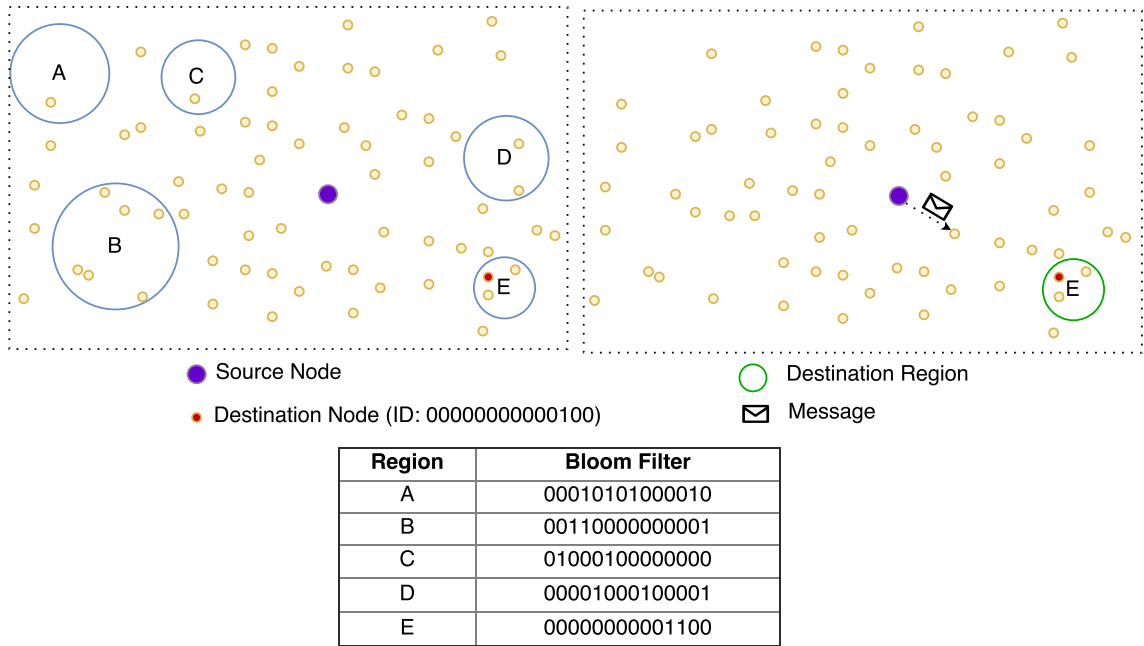 A
C
D
B
E
E
Source Node
Destination Region
Destination Node (ID: 00000000000100)
Message
Region Bloom Filter
A 00010101000010
B 00110000000001
C 01000100000000
D 00001000100001
E 00000000001100